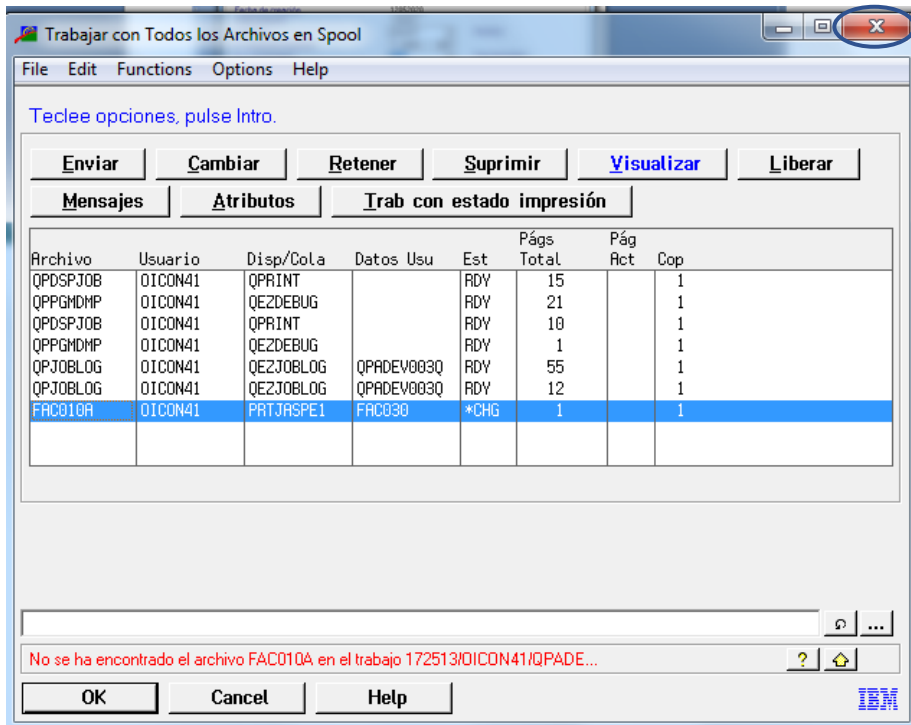 Trabajar con Todos los Archivos en Spool
File Edit Functions Options Help
Teclee opciones, pulse Intro.
Enviar Cambiar Retener Suprimir Visualizar Liberar
Mensajes Atributos Trab con estado impresión
Págs Pág
Archivo Usuario Disp/Cola Datos Usu Est Total Act Cop
QPDSPJOB OICON41 QPRINT RDY 15 1
QPPGMDMP OICON41 QEZDEBUG RDY 21 1
QPDSPJOB OICON41 QPRINT RDY 10 1
QPPGMDMP OICON41 QEZDEBUG RDY 1 1
QPJOBLOG OICON41 QEZJOBLOG QPADEV003Q RDY 55 1
QPJOBLOG OICON41 QEZJOBLOG QPADEV003Q RDY 12 1
FAC010A OICON41 PRTJASPE1 FAC030 *CHG 1 1
...
No se ha encontrado el archivo FAC010A en el trabajo 172513/OICON41/QPADE...
?
OK Cancel Help IBM